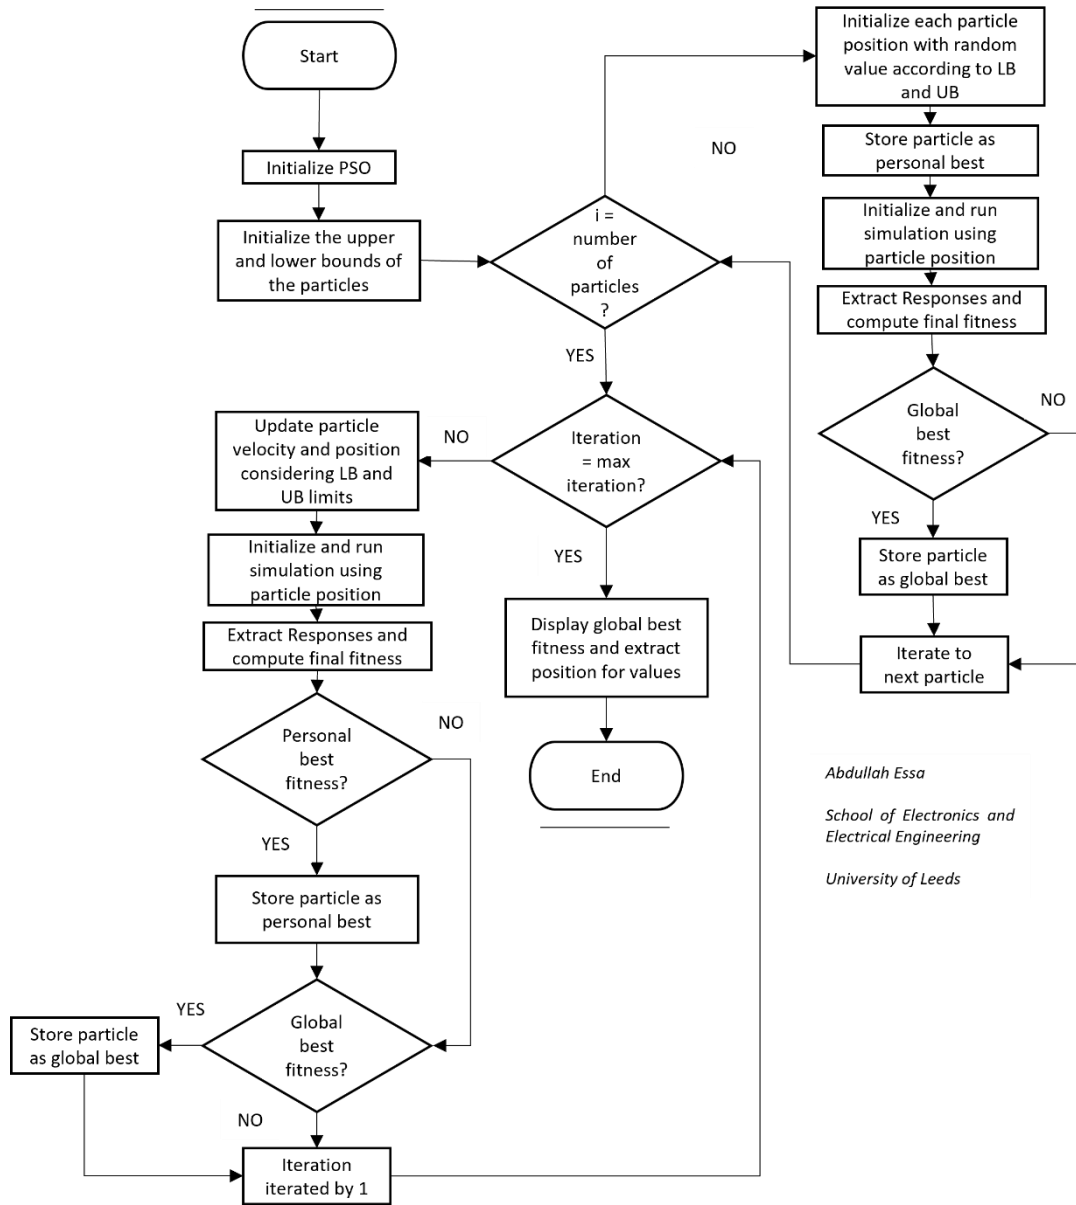 Start
Initialize PSO
Initialize the upper
and lower bounds of
the particles
i =
number
of
particles
?
NO
YES
Initialize each particle
position with random
value according to LB
and UB
Store particle as
personal best
Initialize and run
simulation using
particle position
Extract Responses and
compute final fitness
Global
best
fitness?
NO
YES
Store particle
as global best
Iterate to
next particle
Iteration
= max
iteration?
NO
YES
Display global best
fitness and extract
position for values
End
Update particle
velocity and position
considering LB and
UB limits
Initialize and run
simulation using
particle position
Extract Responses and
compute final fitness
Personal
best
fitness?
NO
YES
Store particle as
personal best
Global
best
fitness?
YES
Store particle
as global best
NO
Iteration
iterated by 1
Abdullah Essa
School of Electronics and
Electrical Engineering
University of Leeds